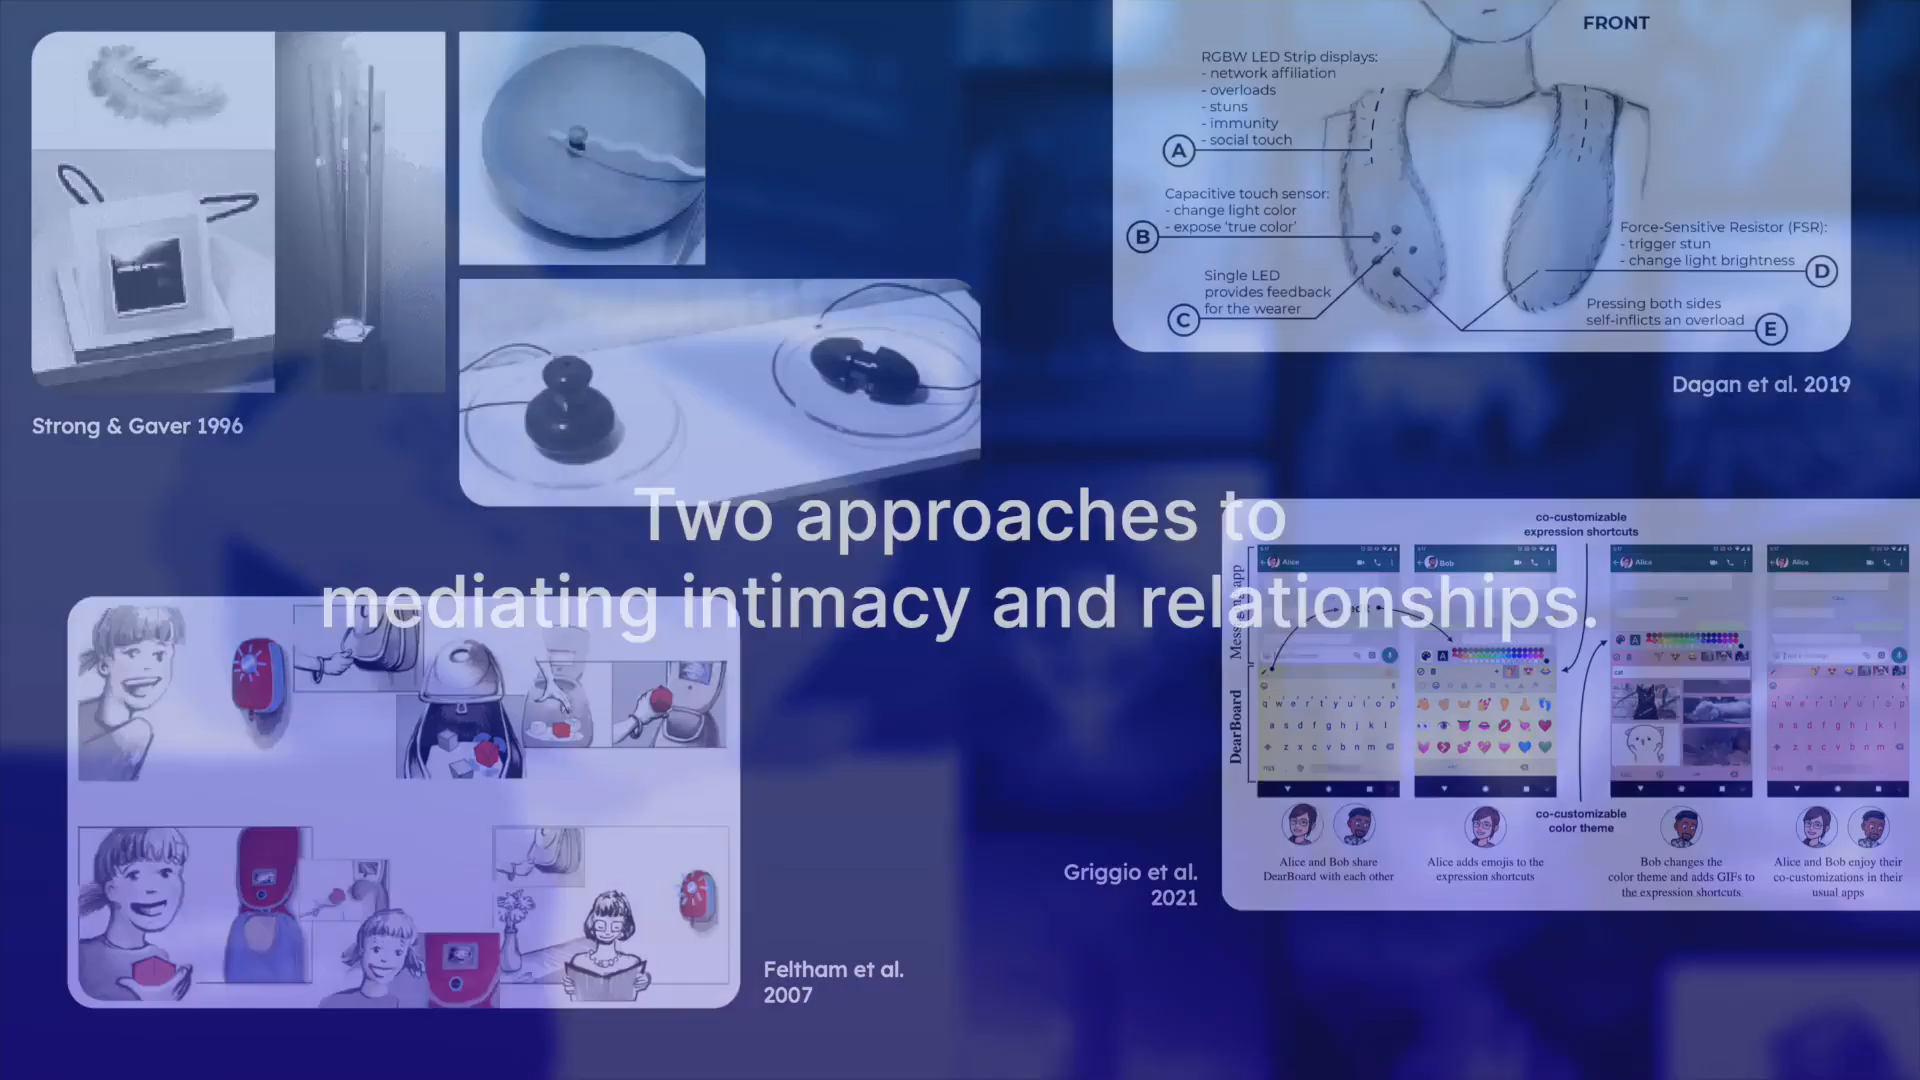 Strong & Gaver 1996
FRONT
RGBW LED Strip displays:
- network affiliation
- overloads
- stuns
- immunity
- social touch
A
Capacitive touch sensor:
- change light color
- expose 'true color'
B
Single LED
provides feedback
for the wearer
C
Force-Sensitive Resistor (FSR):
- trigger stun
- change light brightness
D
Pressing both sides
self-inflicts an overload
E
Dagan et al. 2019
Two approaches to
mediating intimacy and relationships.
Feltham et al.
2007
Griggio et al.
2021
co-customizable
expression shortcuts
DearBoard
Alice
Bob
Alice
Alice
cat
q w e r t y u i o p
a s d f g h j k l
z x c v b n m
q w e r t y u i o p
a s d f g h j k l
z x c v b n m
co-customizable
color theme
Alice and Bob share
DearBoard with each other
Alice adds emojis to the
expression shortcuts
Bob changes the
color theme and adds GIFs to
the expression shortcuts
Alice and Bob enjoy their
co-customizations in their
usual apps